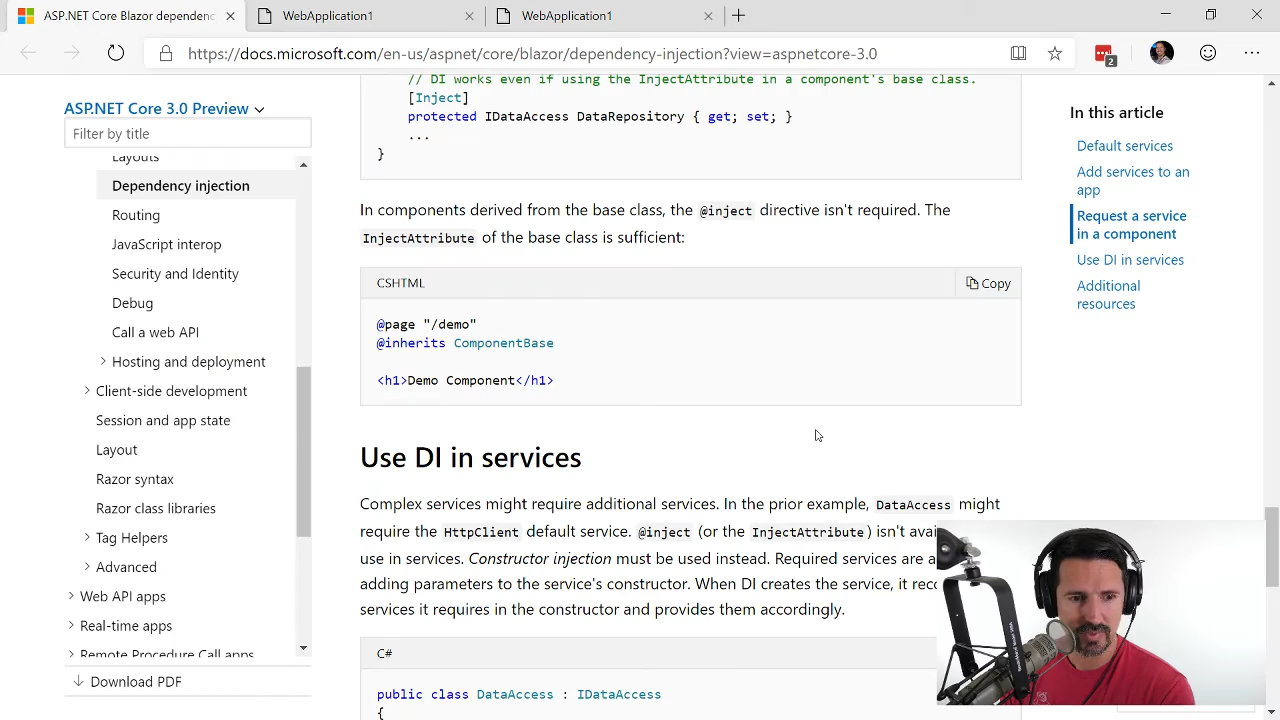 ASP.NET Core Blazor dependenc
WebApplication1
WebApplication1
https://docs.microsoft.com/en-us/aspnet/core/blazor/dependency-injection?view=aspnetcore-3.0
2
ASP.NET Core 3.0 Preview
Filter by title
Layouts
Dependency injection
Routing
JavaScript interop
Security and Identity
Debug
Call a web API
Hosting and deployment
Client-side development
Session and app state
Layout
Razor syntax
Razor class libraries
Tag Helpers
Advanced
Web API apps
Real-time apps
Remote Procedure Call apps
Download PDF
// DI works even if using the InjectAttribute in a component's base class.
[Inject]
protected IDataAccess DataRepository { get; set; }
...
}
In components derived from the base class, the @inject directive isn't required. The
InjectAttribute of the base class is sufficient:
CSHTML
Copy
@page "/demo"
@inherits ComponentBase
<h1>Demo Component</h1>
Use DI in services
Complex services might require additional services. In the prior example, DataAccess might
require the HttpClient default service. @inject (or the InjectAttribute) isn't avai
use in services. Constructor injection must be used instead. Required services are a
adding parameters to the service's constructor. When DI creates the service, it reco
services it requires in the constructor and provides them accordingly.
C#
public class DataAccess : IDataAccess
{
In this article
Default services
Add services to an
app
Request a service
in a component
Use DI in services
Additional
resources